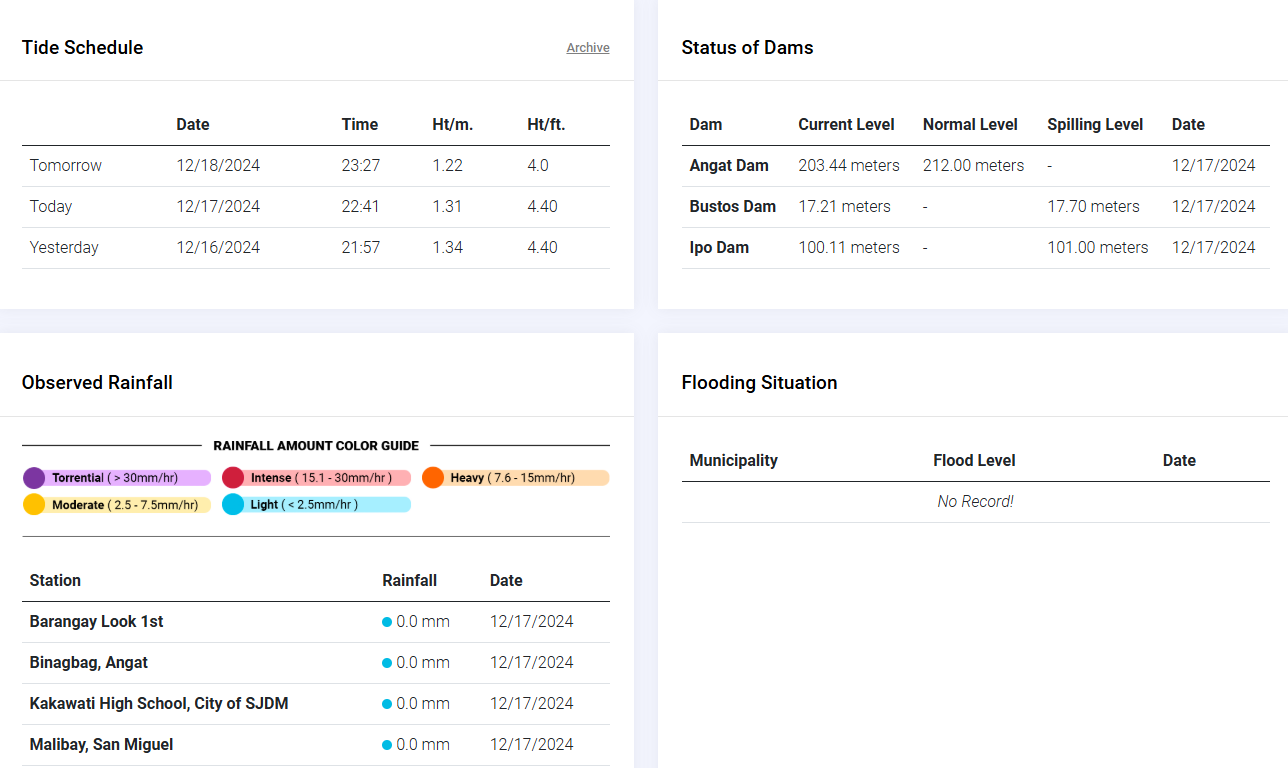 Tide Schedule
Archive
Date Time Ht/m. Ht/ft.
Tomorrow 12/18/2024 23:27 1.22 4.0
Today 12/17/2024 22:41 1.31 4.40
Yesterday 12/16/2024 21:57 1.34 4.40
Status of Dams
Dam Current Level Normal Level Spilling Level Date
Angat Dam 203.44 meters 212.00 meters - 12/17/2024
Bustos Dam 17.21 meters - 17.70 meters 12/17/2024
Ipo Dam 100.11 meters - 101.00 meters 12/17/2024
Observed Rainfall
RAINFALL AMOUNT COLOR GUIDE
Torrential ( > 30mm/hr) Intense ( 15.1 - 30mm/hr ) Heavy ( 7.6 - 15mm/hr)
Moderate ( 2.5 - 7.5mm/hr) Light ( < 2.5mm/hr )
Station Rainfall Date
Barangay Look 1st 0.0 mm 12/17/2024
Binagbag, Angat 0.0 mm 12/17/2024
Kakawati High School, City of SJDM 0.0 mm 12/17/2024
Malibay, San Miguel 0.0 mm 12/17/2024
Flooding Situation
Municipality Flood Level Date
No Record!